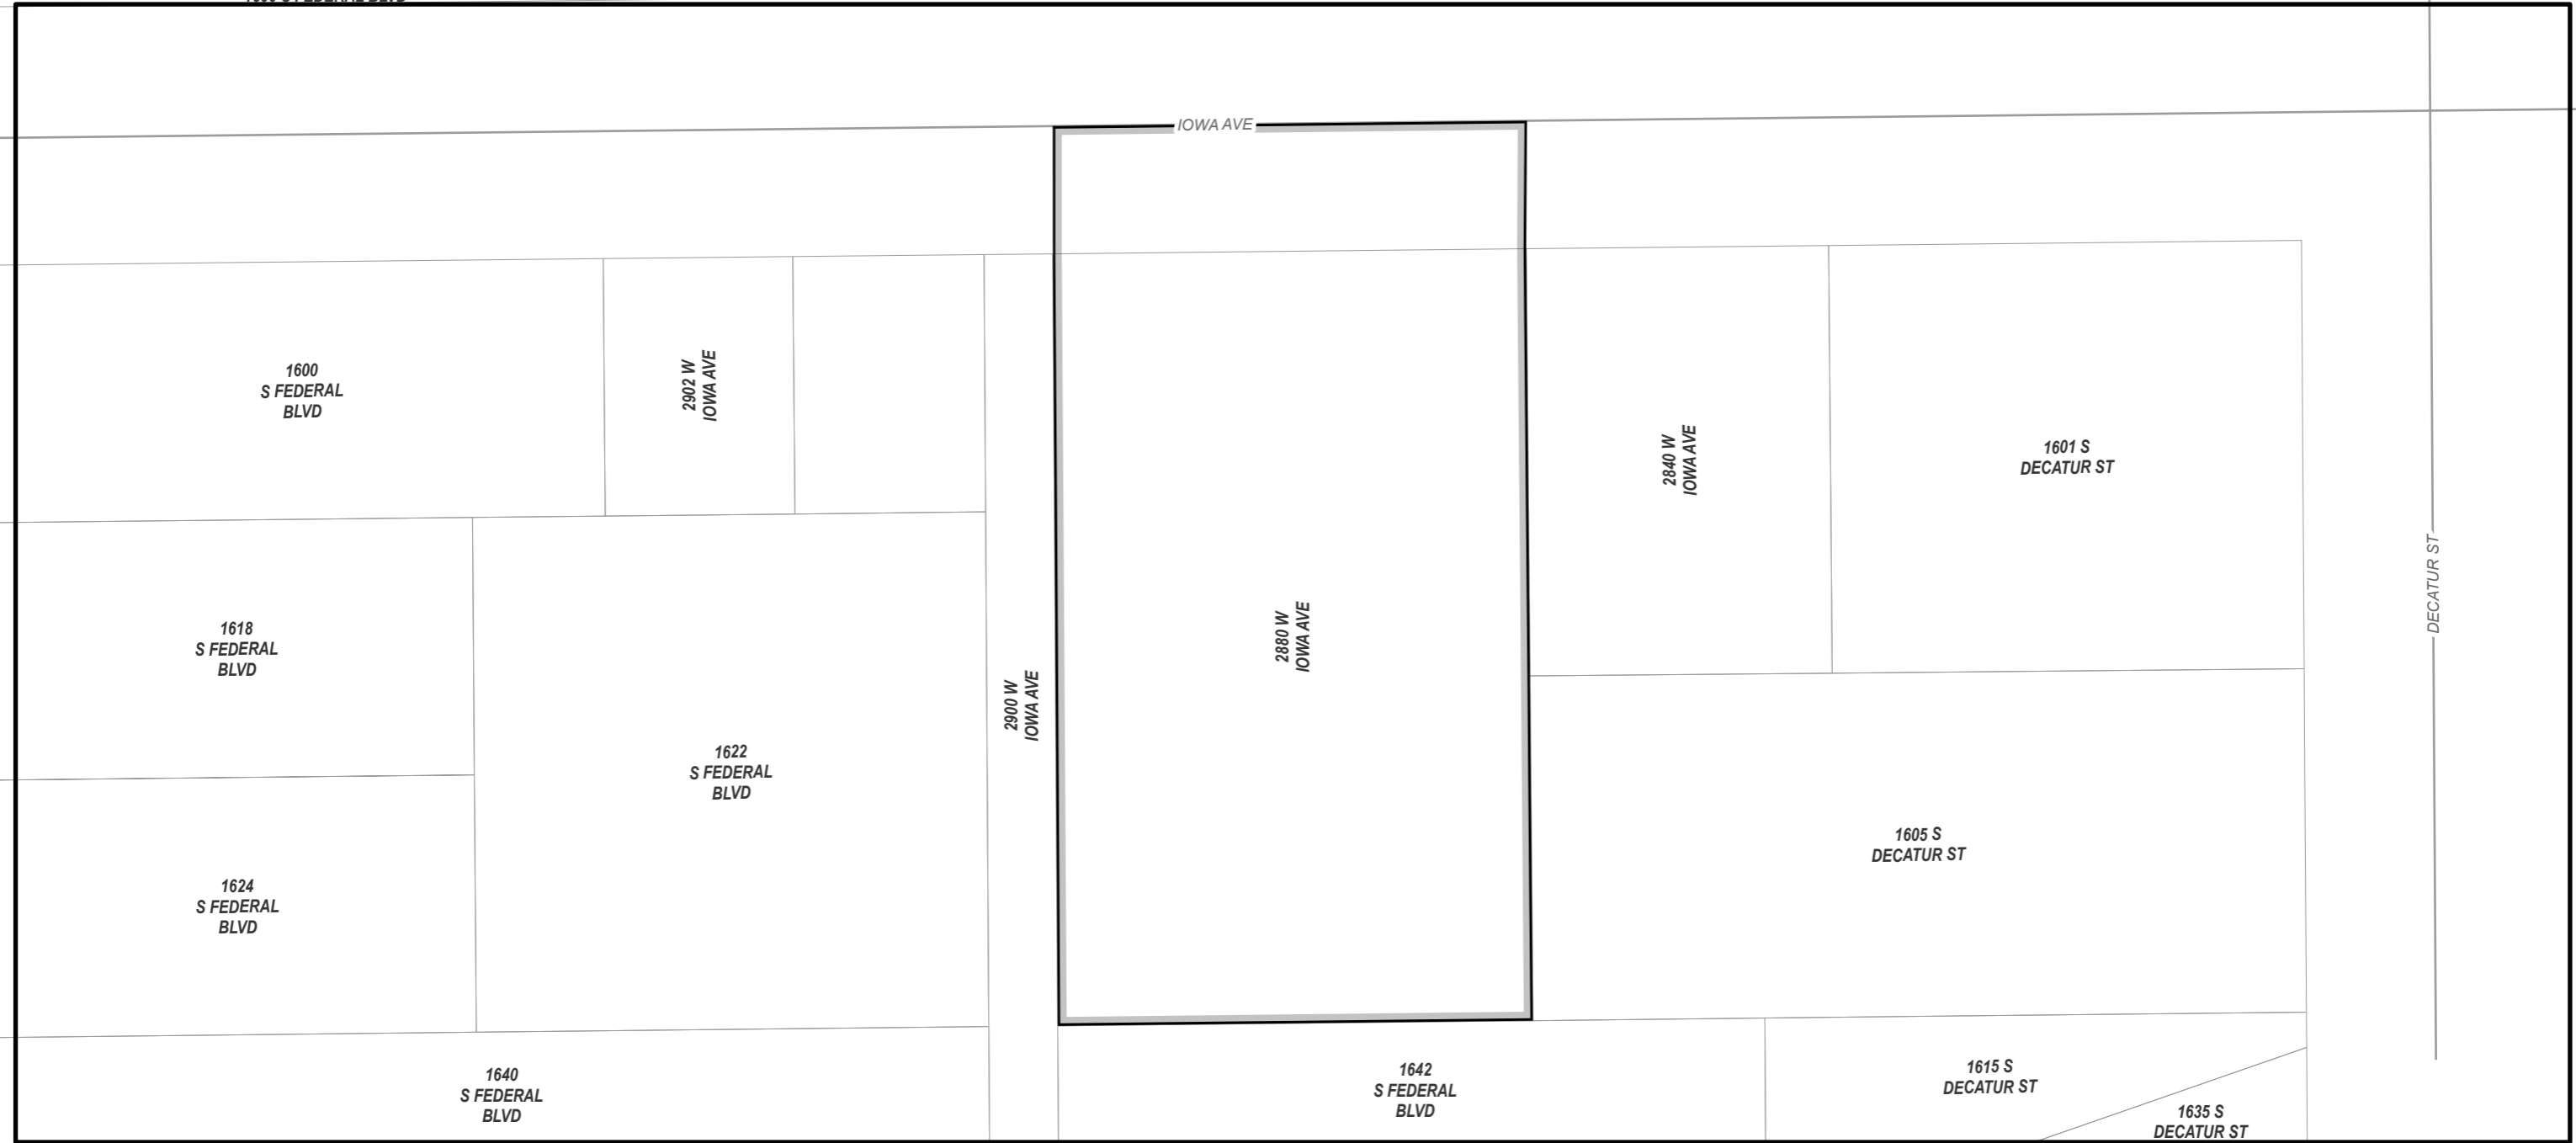 IOWA AVE
1600
S FEDERAL
BLVD
2902 W
IOWA AVE
2840 W
IOWA AVE
1601 S
DECATUR ST
DECATUR ST
1618
S FEDERAL
BLVD
2880 W
IOWA AVE
2900 W
IOWA AVE
1622
S FEDERAL
BLVD
1605 S
DECATUR ST
1624
S FEDERAL
BLVD
1640
S FEDERAL
BLVD
1642
S FEDERAL
BLVD
1615 S
DECATUR ST
1635 S
DECATUR ST